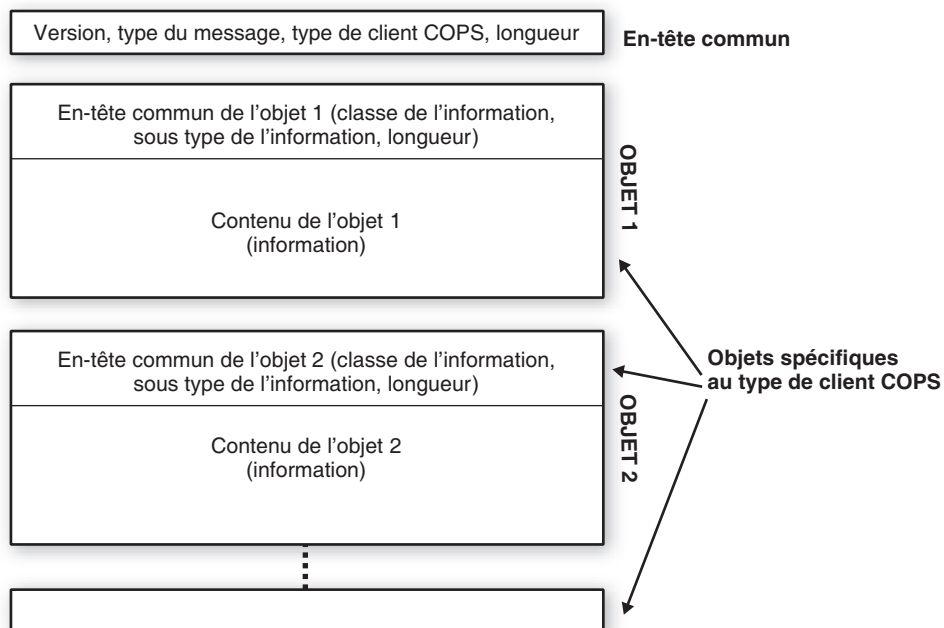 Version, type du message, type de client COPS, longueur
En-tête commun
En-tête commun de l'objet 1 (classe de l'information,
sous type de l'information, longueur)
Contenu de l'objet 1
(information)
OBJET 1
En-tête commun de l'objet 2 (classe de l'information,
sous type de l'information, longueur)
Contenu de l'objet 2
(information)
OBJET 2
Objets spécifiques
au type de client COPS